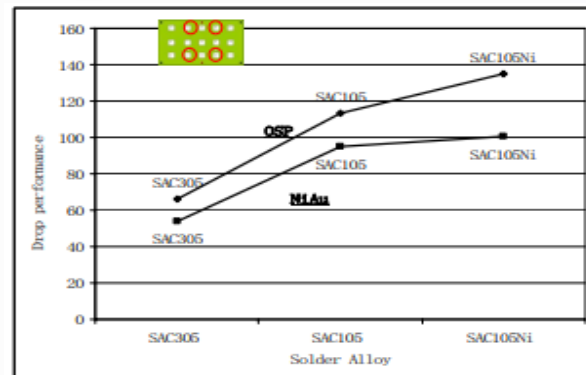 160
140
120
100
80
60
40
20
0
Drop performance
SAC105Ni
SAC105
OSP
SAC105
SAC105Ni
SAC305
NiAu
SAC305
SAC305 SAC105 SAC105Ni
Solder Alloy